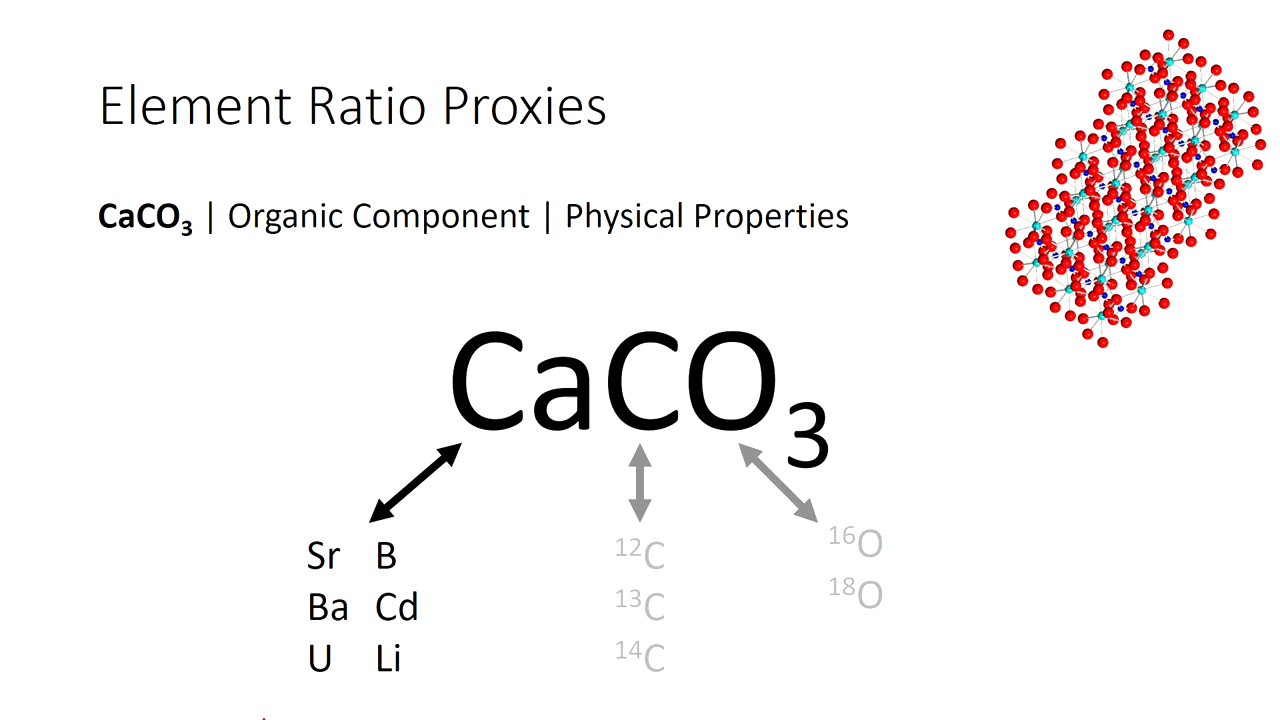 Element Ratio Proxies
CaCO₃ | Organic Component | Physical Properties
CaCO₃
Sr B
Ba Cd
U Li
¹²C
¹³C
¹⁴C
¹⁶O
¹⁸O